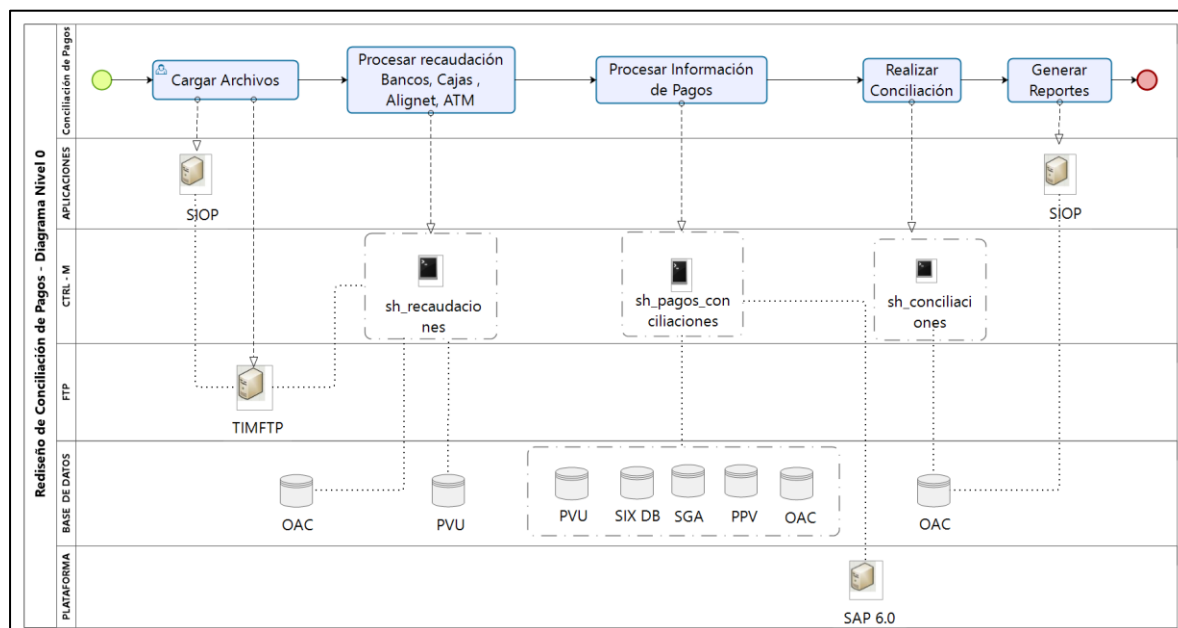 Rediseño de Conciliación de Pagos - Diagrama Nivel 0
Conciliación de Pagos
Cargar Archivos
Procesar recaudación
Bancos, Cajas ,
Alignet, ATM
Procesar Información
de Pagos
Realizar
Conciliación
Generar
Reportes
APLICACIONES
SIOP
SIOP
CTRL - M
sh_recaudacio
nes
sh_pagos_con
ciliaciones
sh_conciliaci
ones
FTP
TIMFTP
BASE DE DATOS
OAC
PVU
PVU
SIX DB
SGA
PPV
OAC
OAC
PLATAFORMA
SAP 6.0